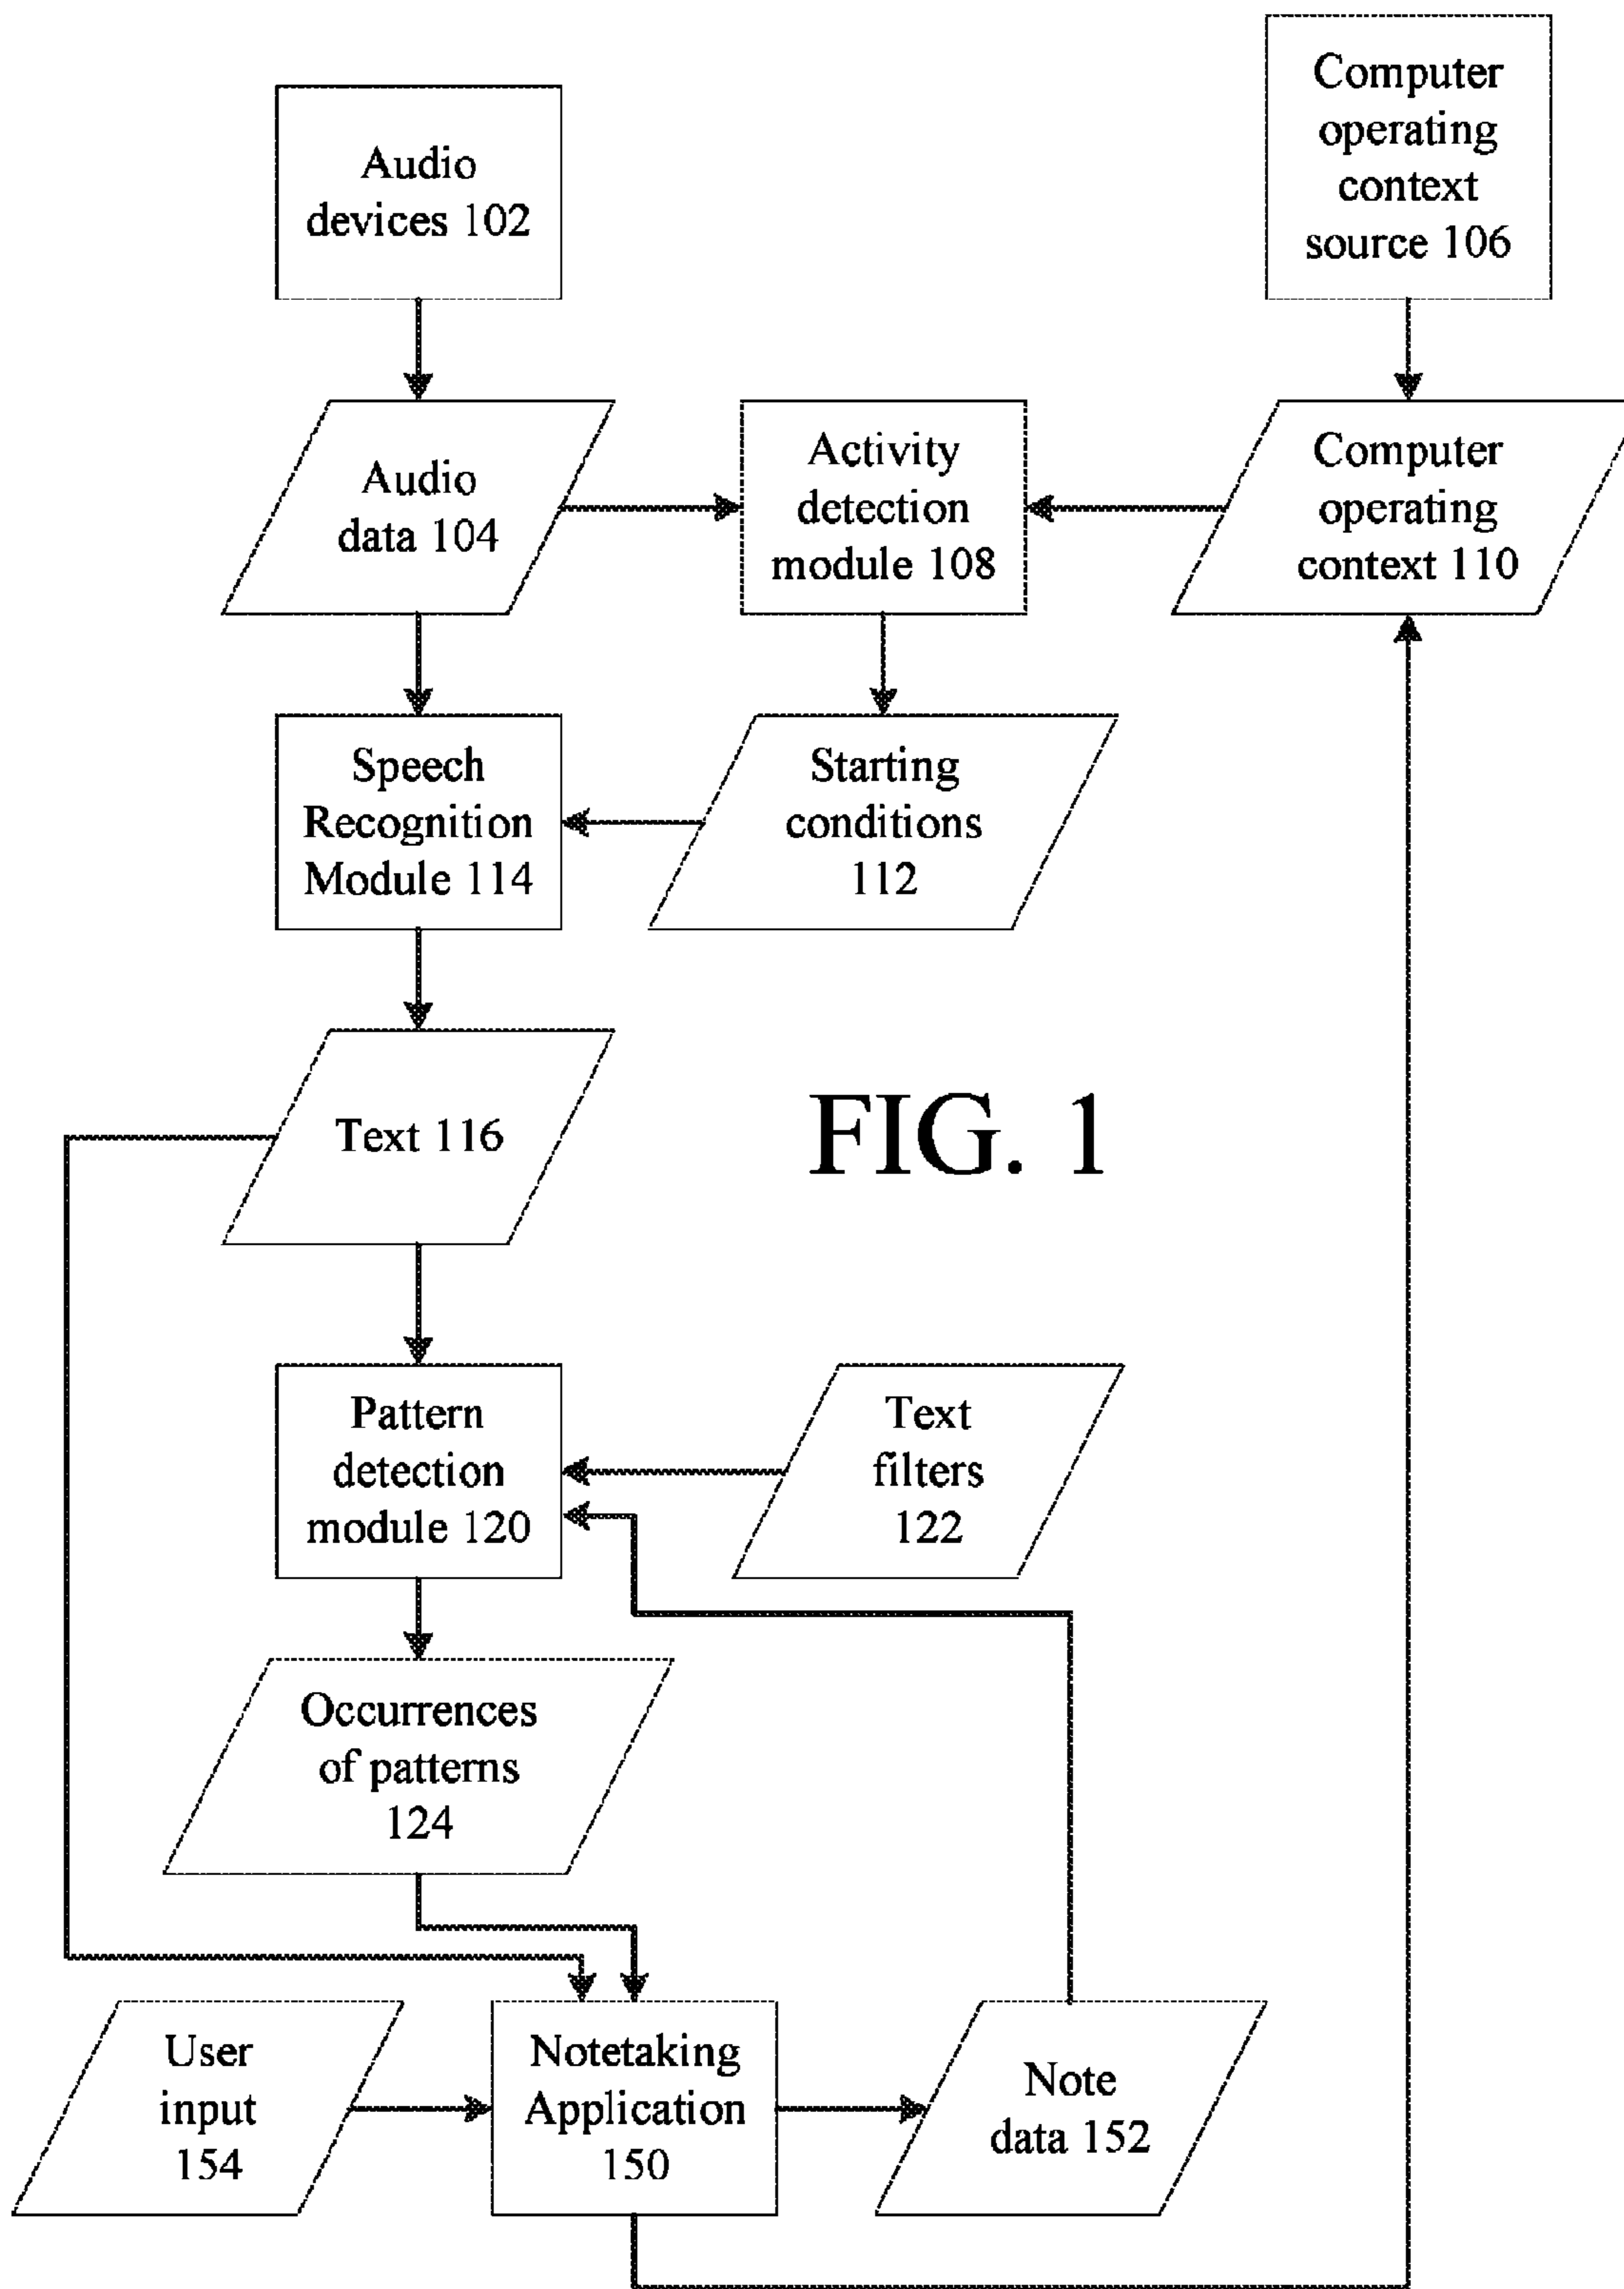 Audio
devices 102
Computer
operating
context
source 106
Audio
data 104
Activity
detection
module 108
Computer
operating
context 110
Speech
Recognition
Module 114
Starting
conditions
112
Text 116
FIG. 1
Pattern
detection
module 120
Text
filters
122
Occurrences
of patterns
124
User
input
154
Notetaking
Application
150
Note
data 152